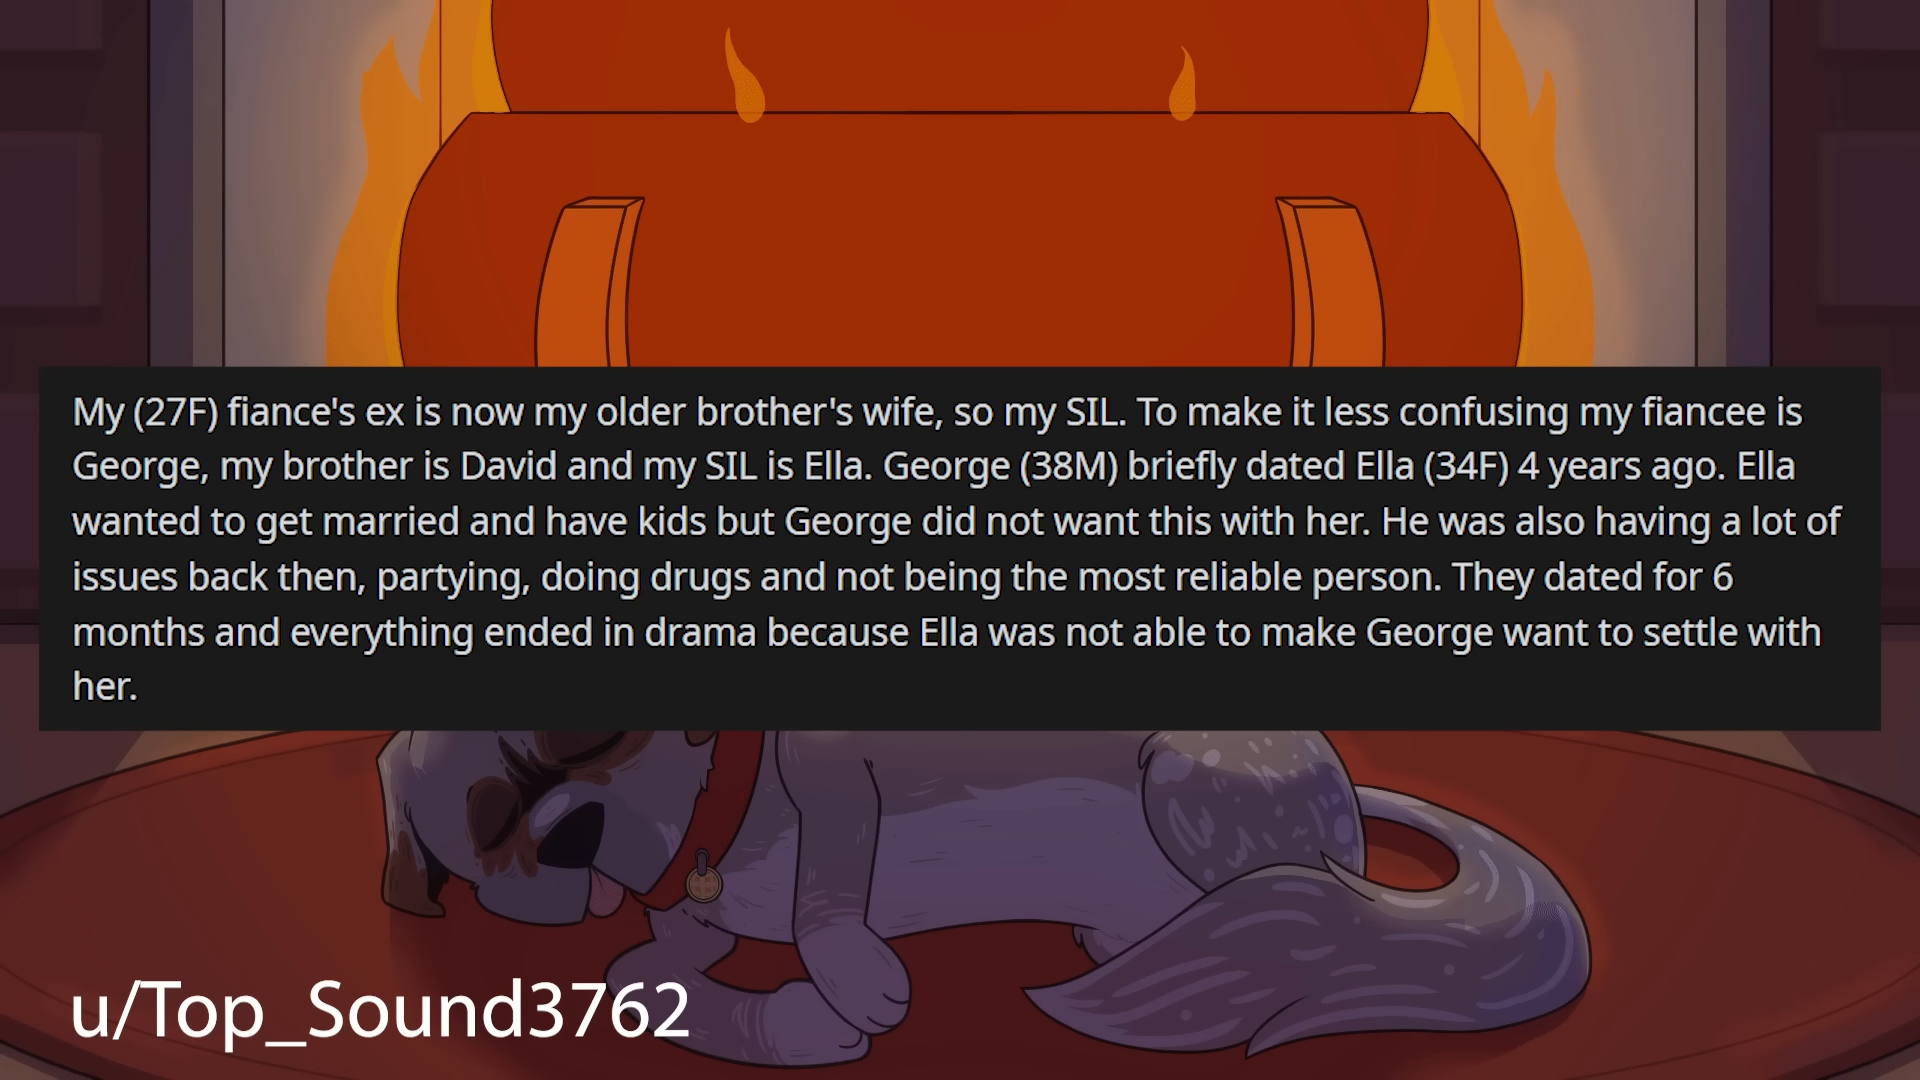 My (27F) fiance's ex is now my older brother's wife, so my SIL. To make it less confusing my fiancee is
George, my brother is David and my SIL is Ella. George (38M) briefly dated Ella (34F) 4 years ago. Ella
wanted to get married and have kids but George did not want this with her. He was also having a lot of
issues back then, partying, doing drugs and not being the most reliable person. They dated for 6
months and everything ended in drama because Ella was not able to make George want to settle with
her.
u/Top_Sound3762